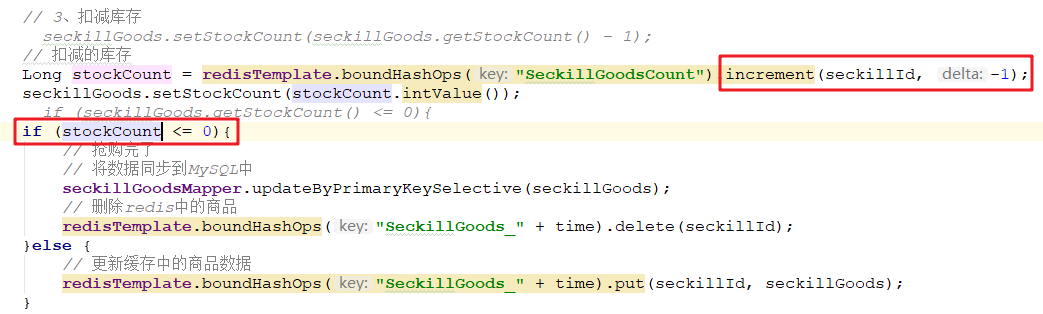 // 3、扣减库存
seckillGoods.setStockCount(seckillGoods.getStockCount() - 1);
// 扣减的库存
Long stockCount = redisTemplate.boundHashOps( key: "SeckillGoodsCount").increment(seckillId, delta: -1);
seckillGoods.setStockCount(stockCount.intValue());
if (seckillGoods.getStockCount() <= 0){
if (stockCount <= 0){
// 抢购完了
// 将数据同步到MySQL中
seckillGoodsMapper.updateByPrimaryKeySelective(seckillGoods);
// 删除redis中的商品
redisTemplate.boundHashOps( key: "SeckillGoods_" + time).delete(seckillId);
}else {
// 更新缓存中的商品数据
redisTemplate.boundHashOps( key: "SeckillGoods_" + time).put(seckillId, seckillGoods);
}